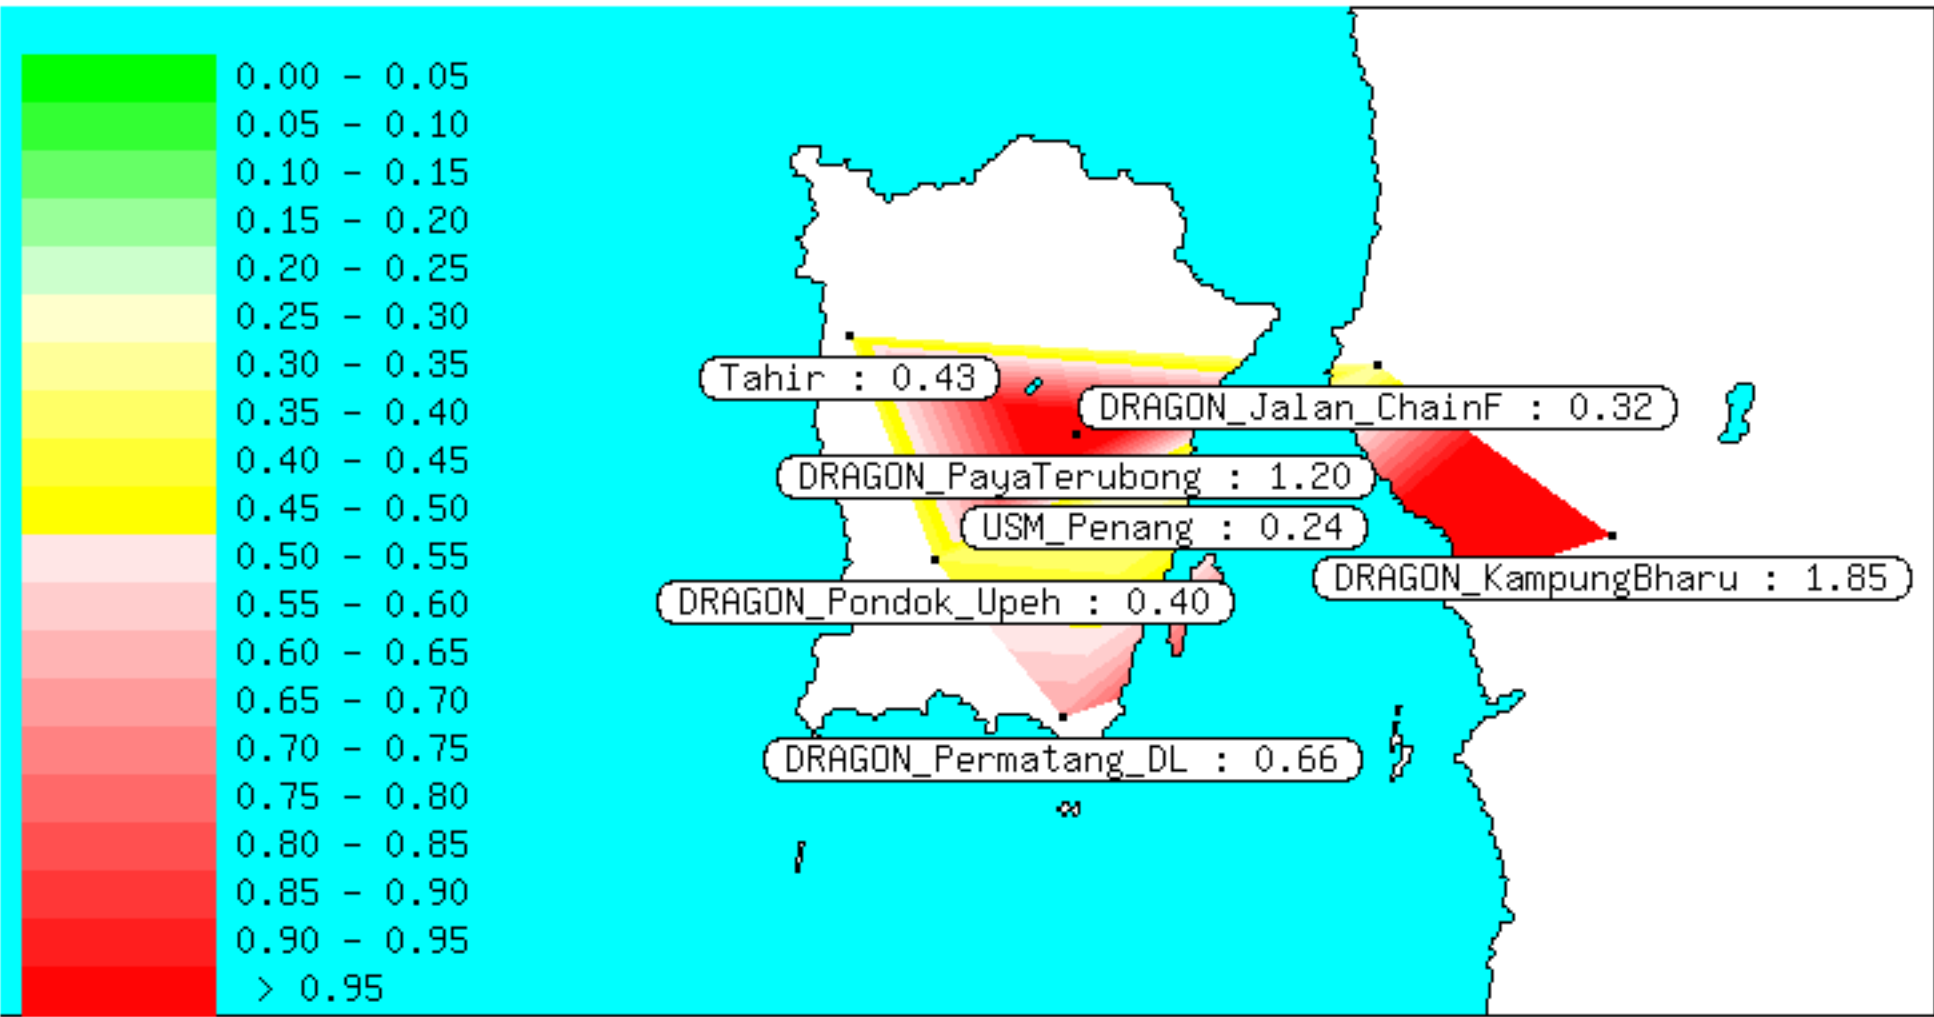 0.00 - 0.05
0.05 - 0.10
0.10 - 0.15
0.15 - 0.20
0.20 - 0.25
0.25 - 0.30
0.30 - 0.35
0.35 - 0.40
0.40 - 0.45
0.45 - 0.50
0.50 - 0.55
0.55 - 0.60
0.60 - 0.65
0.65 - 0.70
0.70 - 0.75
0.75 - 0.80
0.80 - 0.85
0.85 - 0.90
0.90 - 0.95
> 0.95
Tahir : 0.43
DRAGON_Jalan_ChainF : 0.32
DRAGON_PayaTerubong : 1.20
USM_Penang : 0.24
DRAGON_KampungBharu : 1.85
DRAGON_Pondok_Upeh : 0.40
DRAGON_Permatang_DL : 0.66